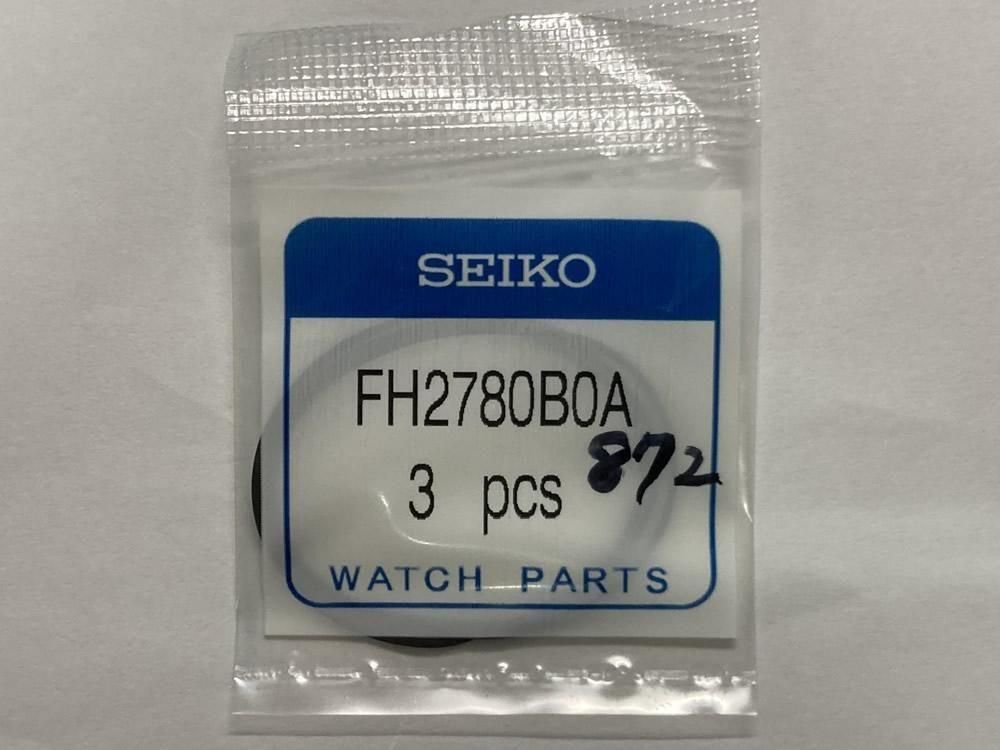 SEIKO
FH2780B0A
872
3 pcs
WATCH PARTS